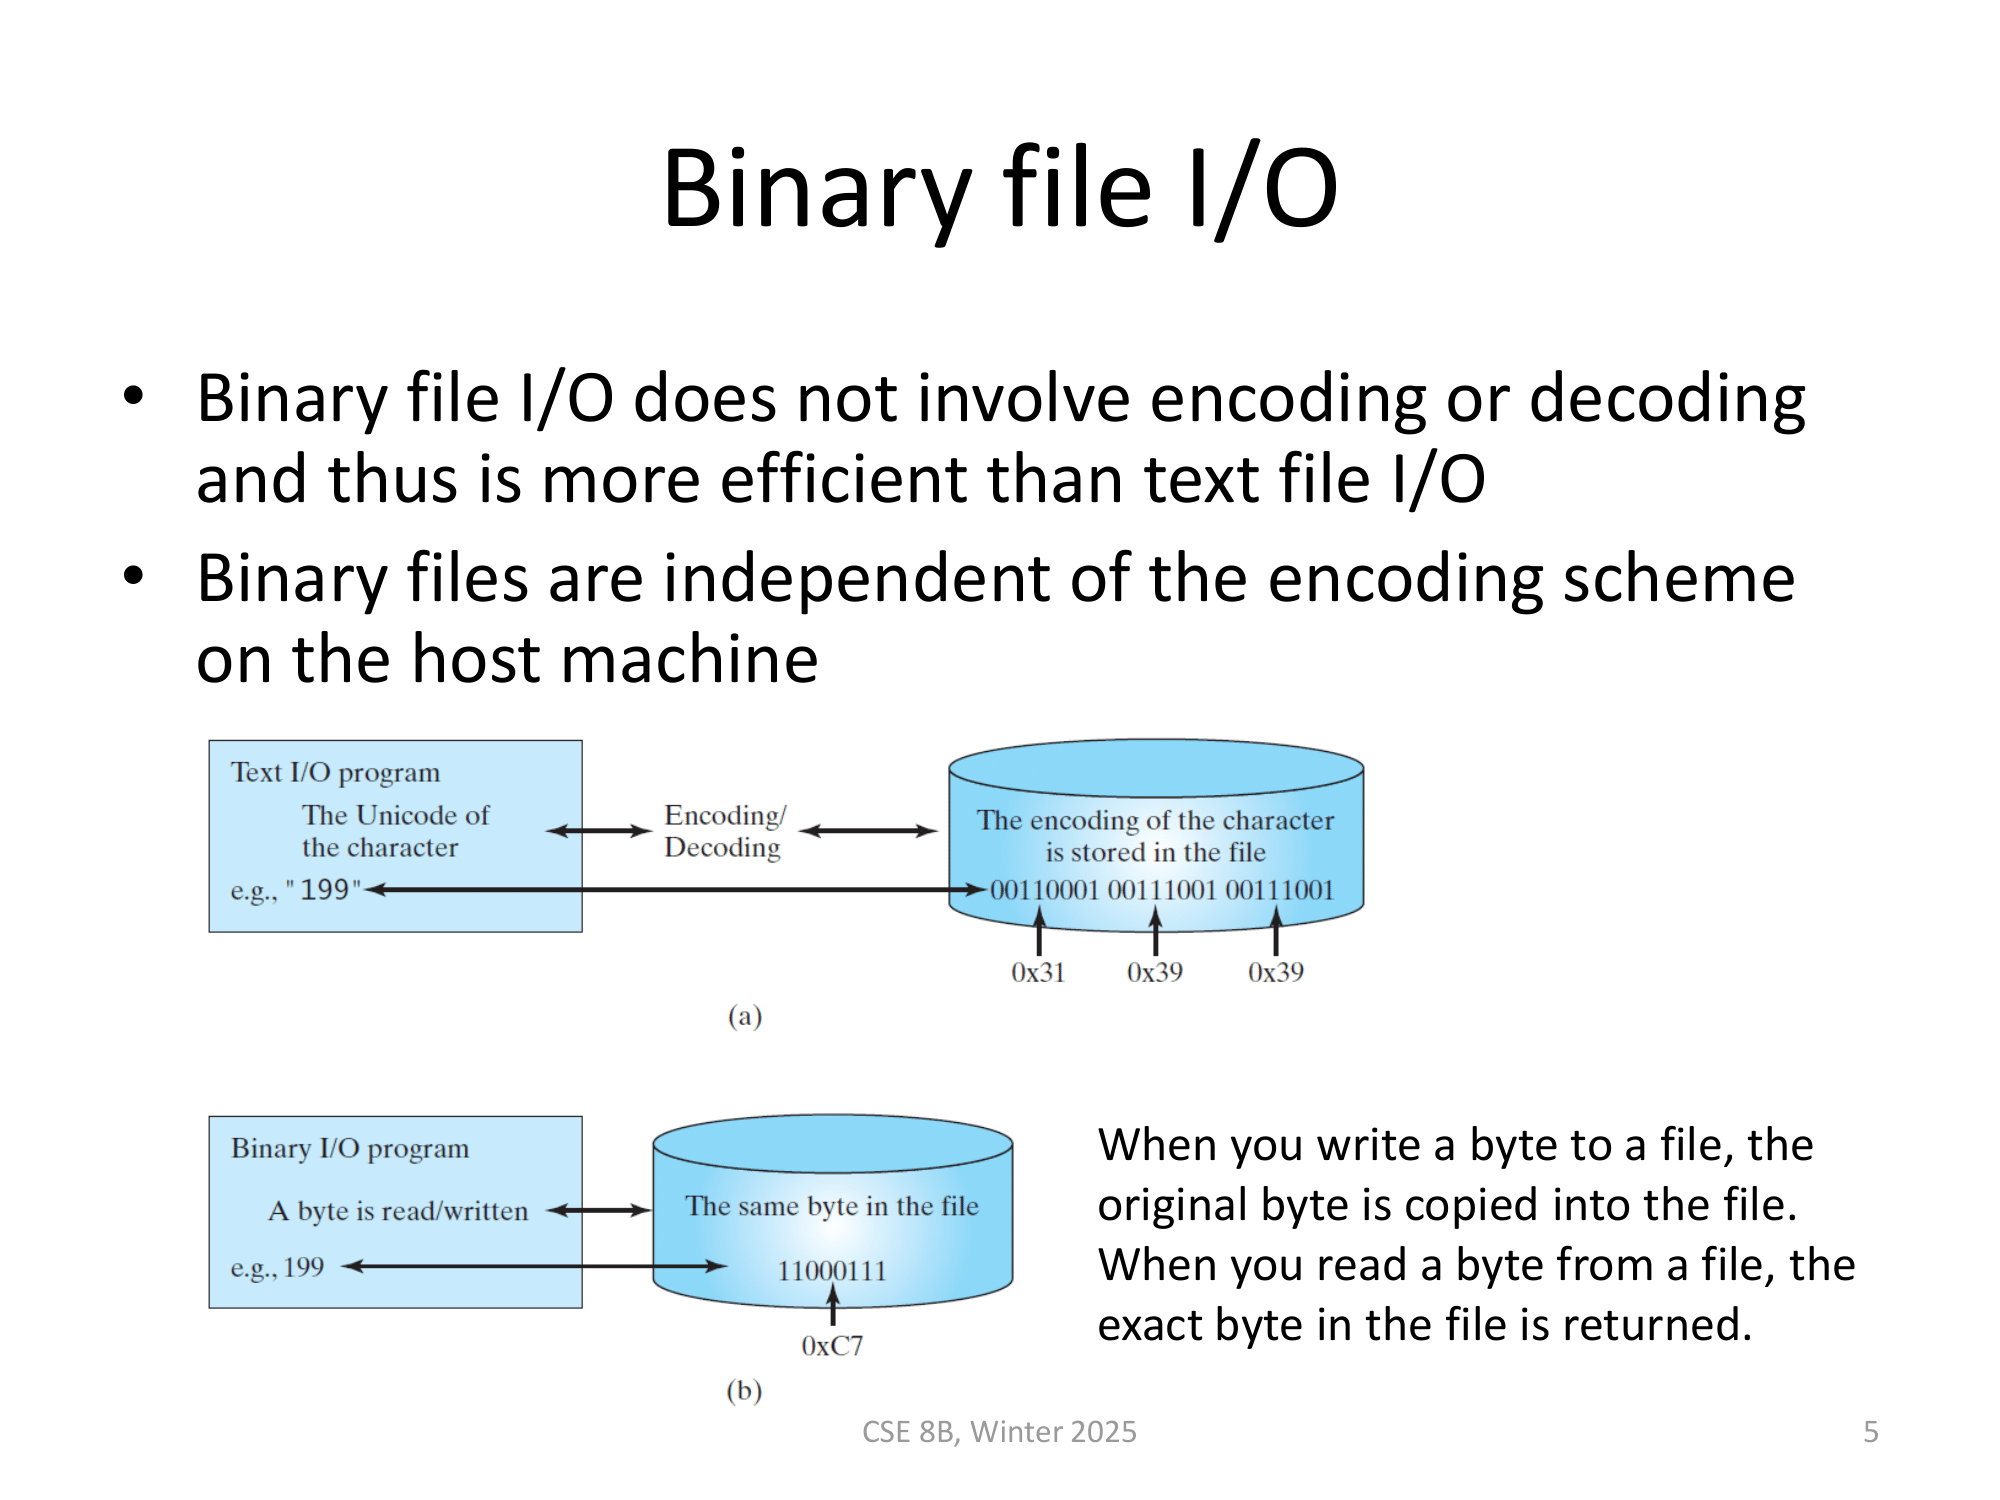 Binary file I/O
• Binary file I/O does not involve encoding or decoding
and thus is more efficient than text file I/O
• Binary files are independent of the encoding scheme
on the host machine
Text I/O program
The Unicode of
the character
e.g., "199"
Encoding/
Decoding
The encoding of the character
is stored in the file
00110001 00111001 00111001
0x31 0x39 0x39
(a)
Binary I/O program
A byte is read/written
e.g., 199
The same byte in the file
11000111
0xC7
(b)
When you write a byte to a file, the
original byte is copied into the file.
When you read a byte from a file, the
exact byte in the file is returned.
CSE 8B, Winter 2025
5